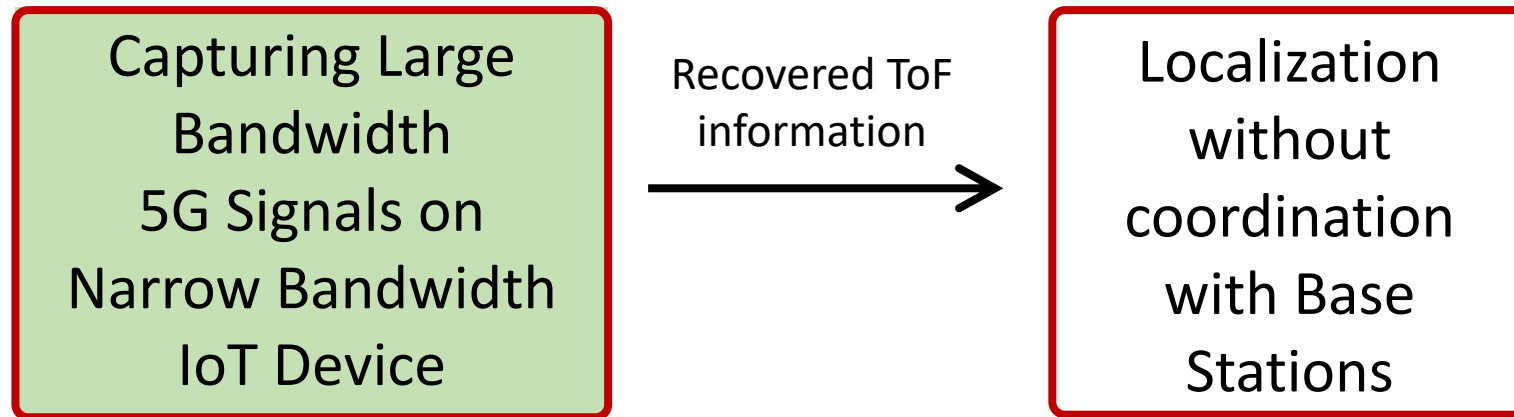 Capturing Large
Bandwidth
5G Signals on
Narrow Bandwidth
IoT Device
Recovered ToF
information
Localization
without
coordination
with Base
Stations